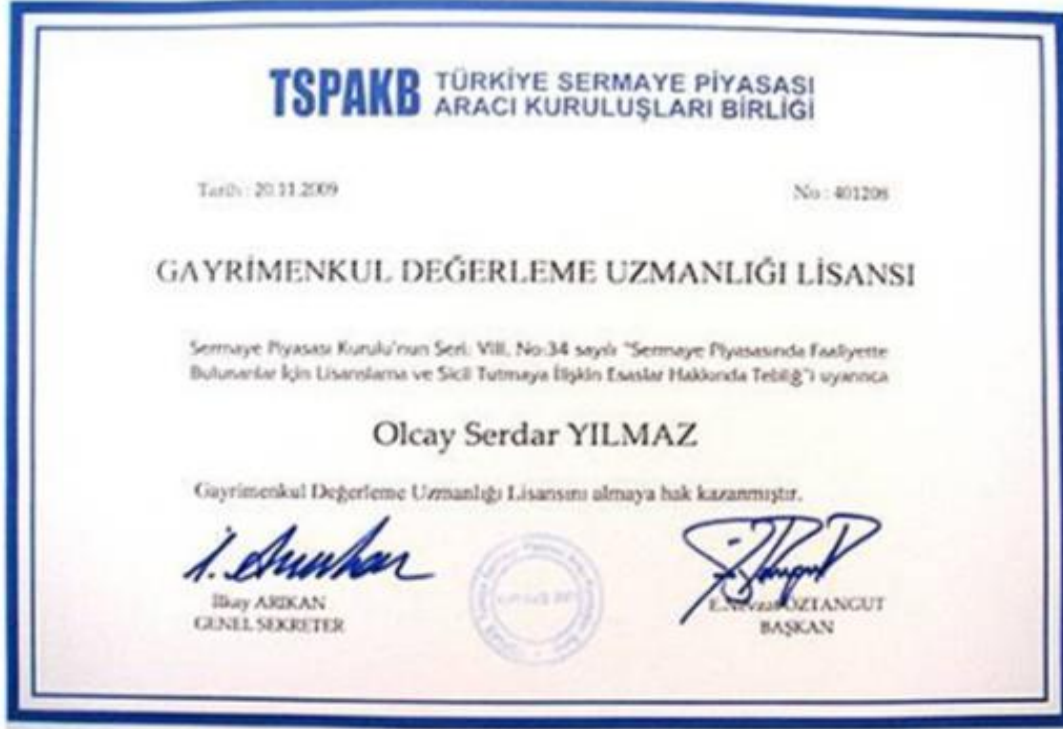 TSPAKB TÜRKİYE SERMAYE PİYASASI
ARACI KURULUŞLARI BİRLİĞİ
Tarih : 20.11.2009 No : 401208
GAYRİMENKUL DEĞERLEME UZMANLIĞI LİSANSI
Sermaye Piyasası Kurulu'nun Seri: VIII, No:34 sayılı "Sermaye Piyasasında Faaliyette
Bulunanlar İçin Lisanslama ve Sicil Tutmaya İlişkin Esaslar Hakkında Tebliğ"i uyarınca
Olcay Serdar YILMAZ
Gayrimenkul Değerleme Uzmanlığı Lisansını almaya hak kazanmıştır.
İlkay ARIKAN E.Nevzat ÖZTANGUT
GENEL SEKRETER BAŞKAN